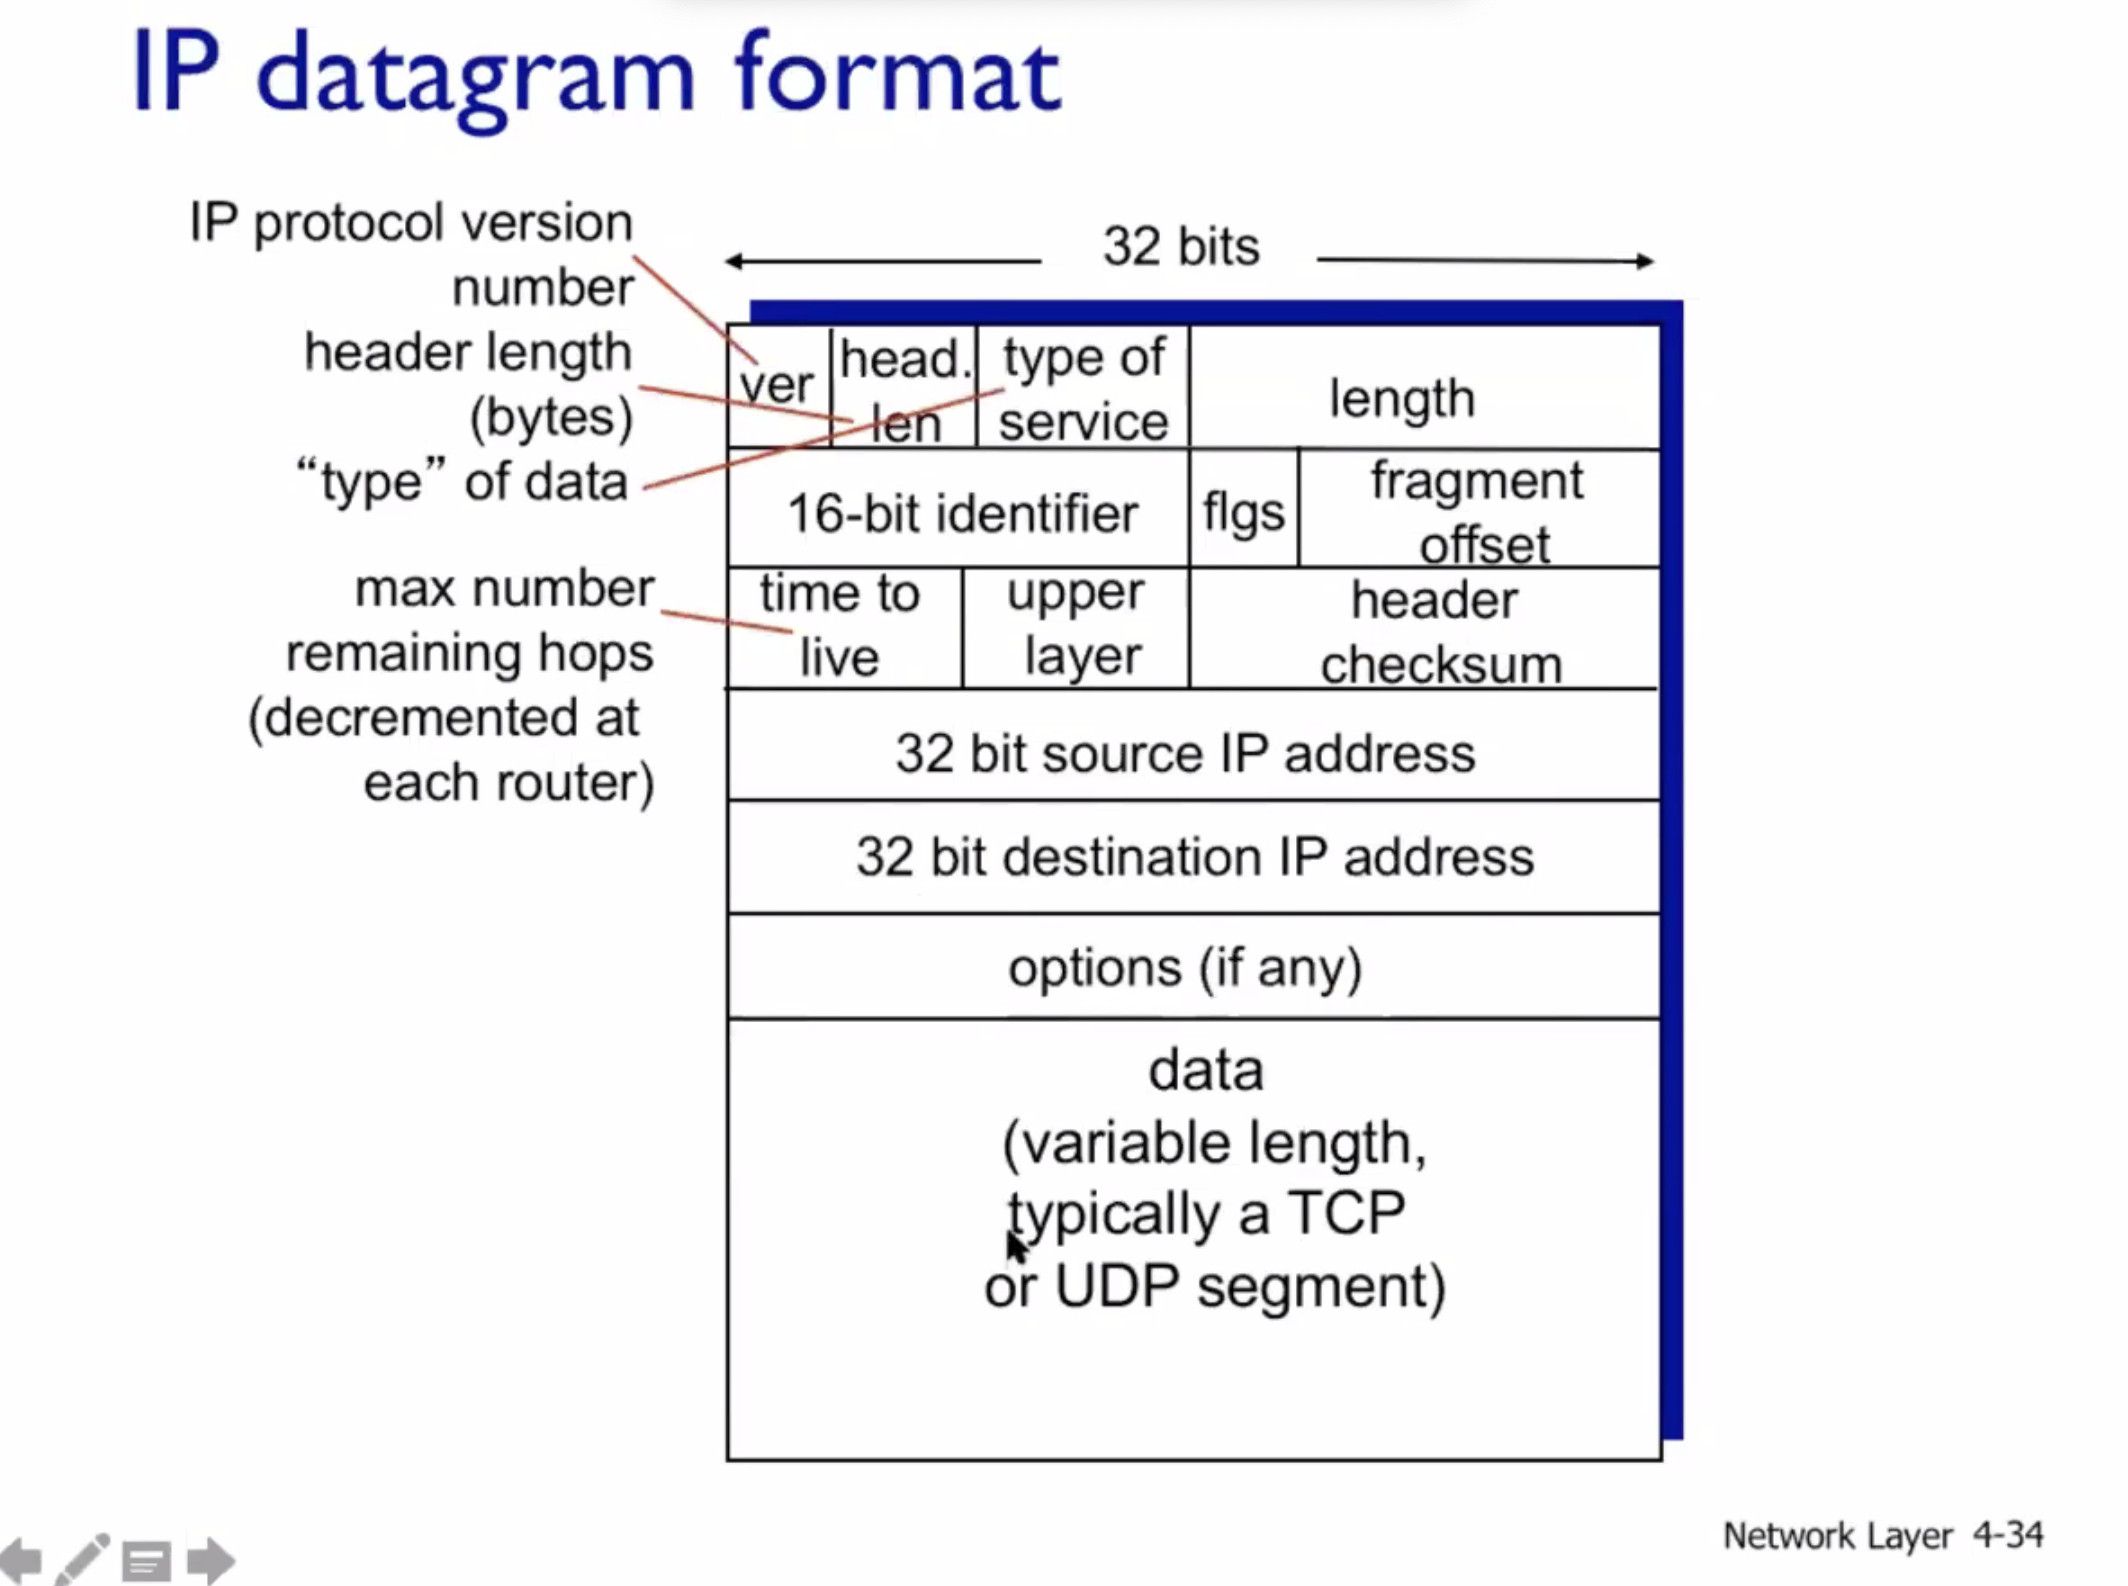 IP datagram format
IP protocol version
number
header length
(bytes)
“type” of data
max number
remaining hops
(decremented at
each router)
32 bits
ver
head.
len
type of
service
length
16-bit identifier
flgs
fragment
offset
time to
live
upper
layer
header
checksum
32 bit source IP address
32 bit destination IP address
options (if any)
data
(variable length,
typically a TCP
or UDP segment)
Network Layer 4-34